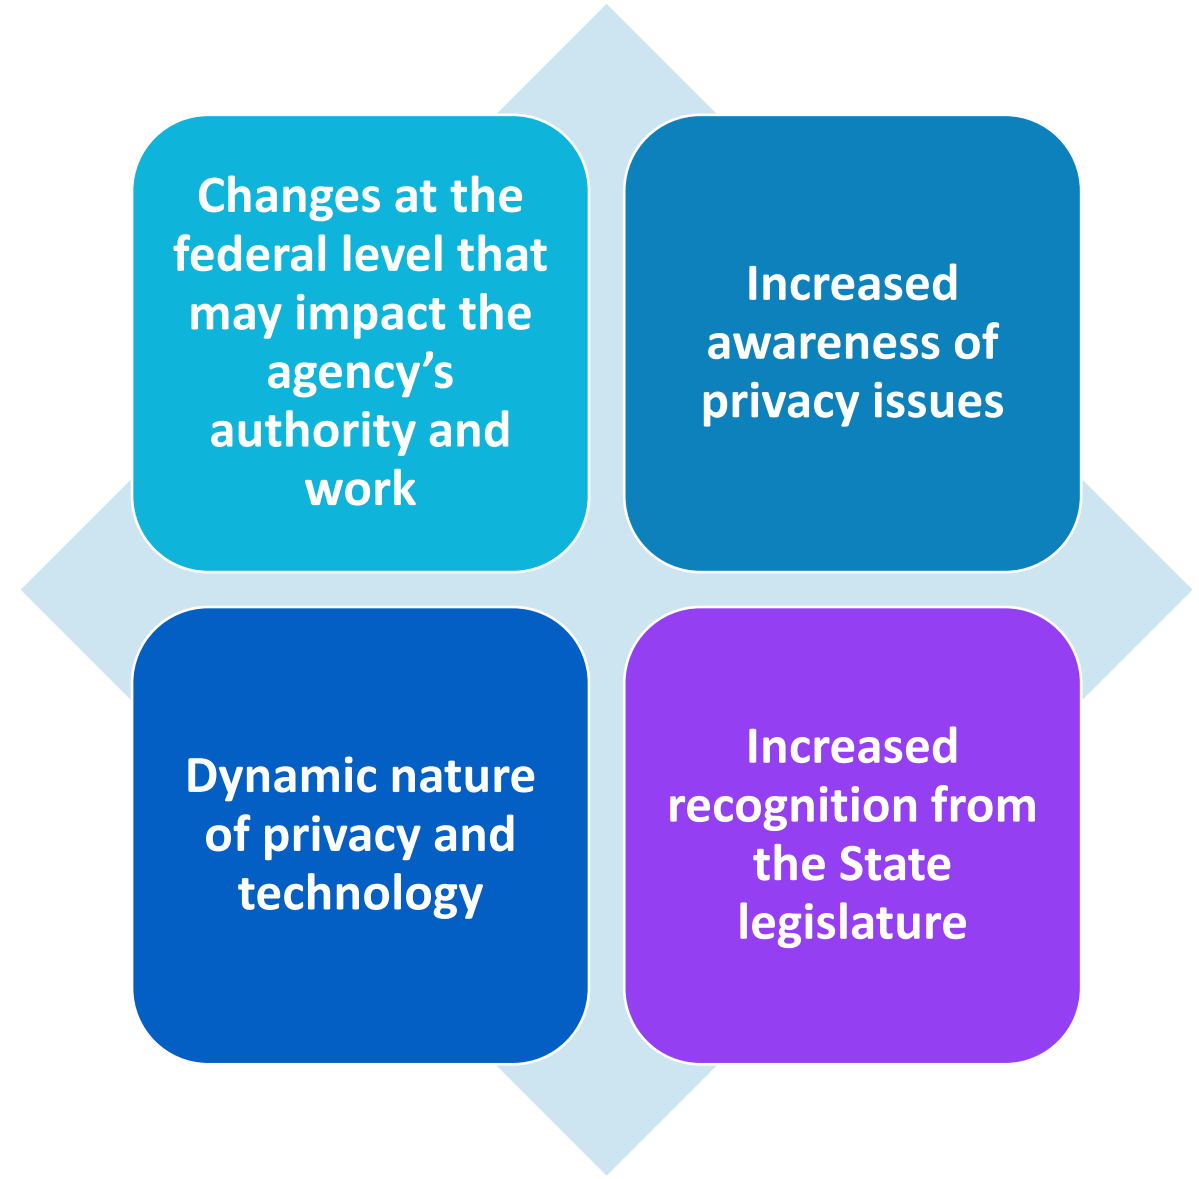 Changes at the
federal level that
may impact the
agency’s
authority and
work
Increased
awareness of
privacy issues
Dynamic nature
of privacy and
technology
Increased
recognition from
the State
legislature